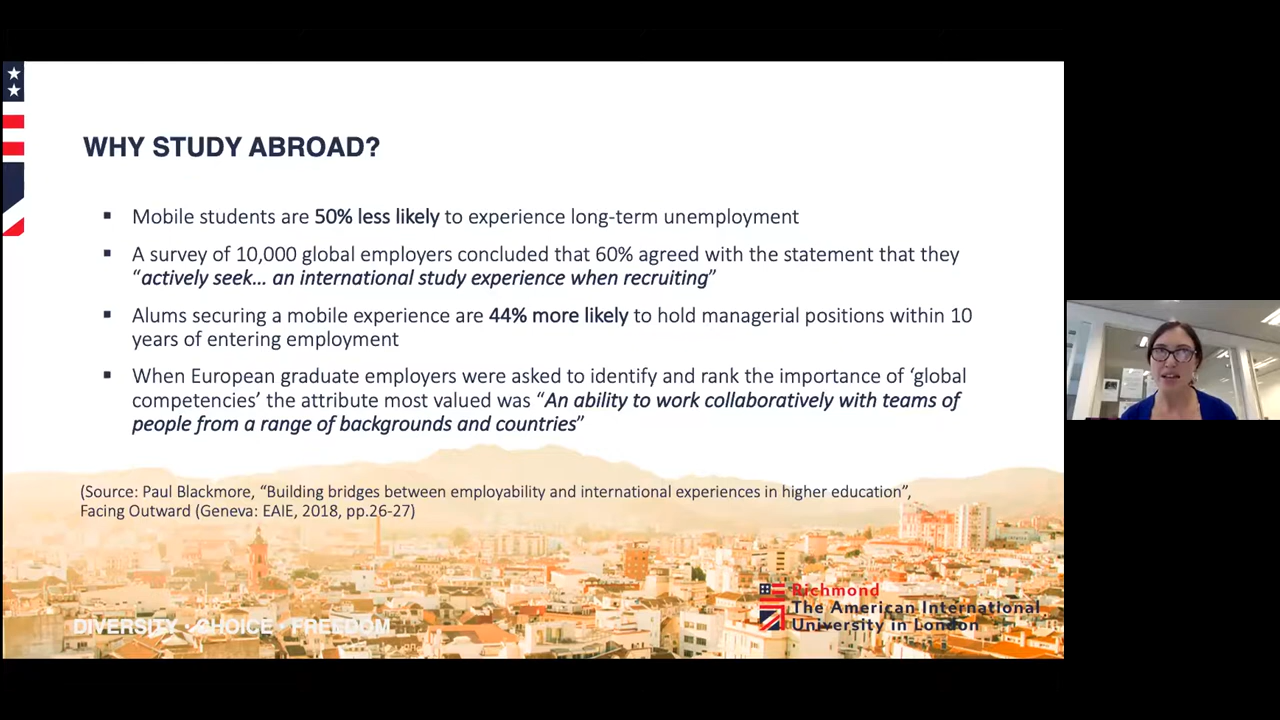 WHY STUDY ABROAD?
▪ Mobile students are 50% less likely to experience long-term unemployment
▪ A survey of 10,000 global employers concluded that 60% agreed with the statement that they
“actively seek... an international study experience when recruiting”
▪ Alums securing a mobile experience are 44% more likely to hold managerial positions within 10
years of entering employment
▪ When European graduate employers were asked to identify and rank the importance of ‘global
competencies’ the attribute most valued was “An ability to work collaboratively with teams of
people from a range of backgrounds and countries”
(Source: Paul Blackmore, “Building bridges between employability and international experiences in higher education”,
Facing Outward (Geneva: EAIE, 2018, pp.26-27)
DIVERSITY • CHOICE • FREEDOM
Richmond
The American International
University in London